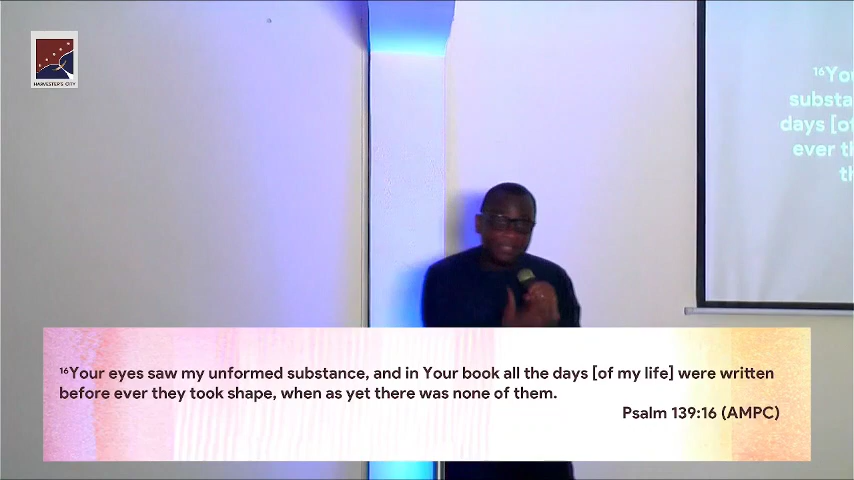 HARVESTER'S CITY
16You
substa
days [of
ever th
th
16Your eyes saw my unformed substance, and in Your book all the days [of my life] were written
before ever they took shape, when as yet there was none of them.
Psalm 139:16 (AMPC)